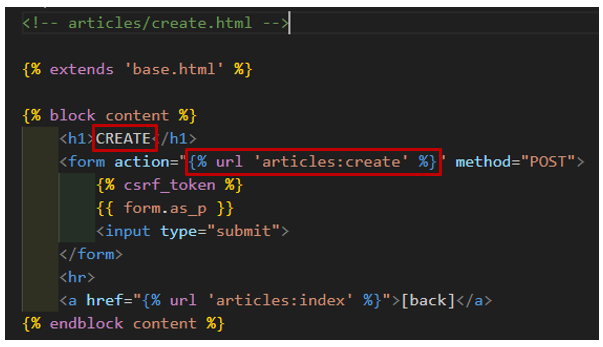 <!-- articles/create.html -->
{% extends 'base.html' %}
{% block content %}
<h1>CREATE</h1>
<form action="{% url 'articles:create' %}" method="POST">
{% csrf_token %}
{{ form.as_p }}
<input type="submit">
</form>
<hr>
<a href="{% url 'articles:index' %}">[back]</a>
{% endblock content %}